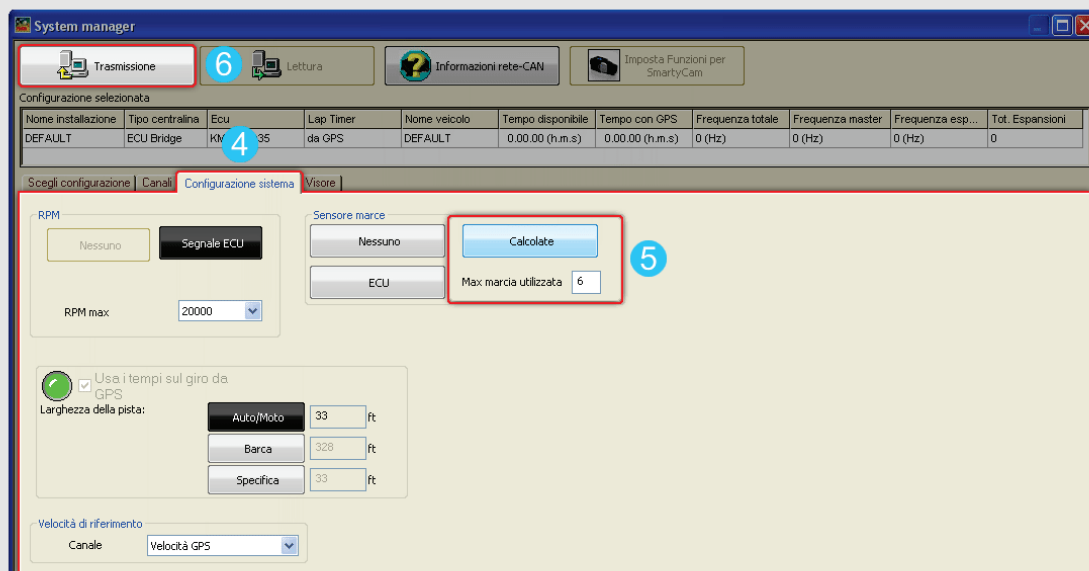 System manager
Trasmissione
6
Lettura
Informazioni rete-CAN
Imposta Funzioni per
SmartyCam
Configurazione selezionata
Nome installazione Tipo centralina Ecu Lap Timer Nome veicolo Tempo disponibile Tempo con GPS Frequenza totale Frequenza master Frequenza esp... Tot. Espansioni
DEFAULT ECU Bridge 35 da GPS DEFAULT 0.00.00 (h.m.s) 0.00.00 (h.m.s) 0 (Hz) 0 (Hz) 0 (Hz) 0
4
Scegli configurazione Canali Configurazione sistema Visore
RPM
Nessuno Segnale ECU
RPM max 20000
Sensore marce
Nessuno Calcolate
5
ECU Max marcia utilizzata 6
Usa i tempi sul giro da
GPS
Larghezza della pista:
Auto/Moto 33 ft
Barca 328 ft
Specifica 33 ft
Velocità di riferimento
Canale Velocità GPS